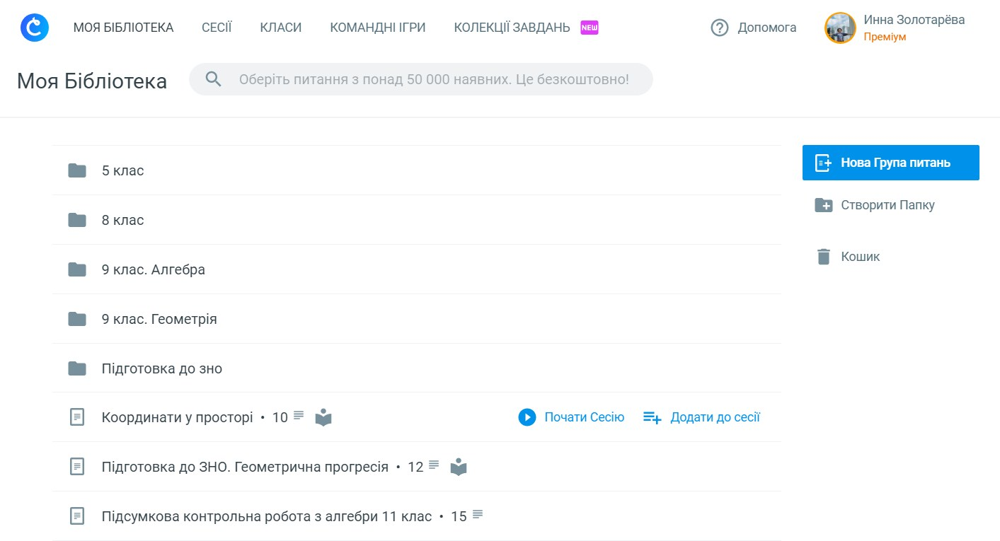 МОЯ БІБЛІОТЕКА СЕСІЇ КЛАСИ КОМАНДНІ ІГРИ КОЛЕКЦІЇ ЗАВДАНЬ NEW Допомога Инна Золотарёва
Преміум
Моя Бібліотека Оберіть питання з понад 50 000 наявних. Це безкоштовно!
Нова Група питань
5 клас
Створити Папку
8 клас
Кошик
9 клас. Алгебра
9 клас. Геометрія
Підготовка до зно
Координати у просторі • 10 Почати Сесію Додати до сесії
Підготовка до ЗНО. Геометрична прогресія • 12
Підсумкова контрольна робота з алгебри 11 клас • 15